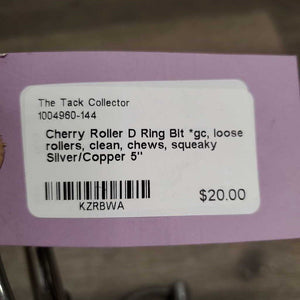 The Tack Collector
1004960-144
Cherry Roller D Ring Bit *gc, loose
rollers, clean, chews, squeaky
Silver/Copper 5"
KZRBWA
$20.00